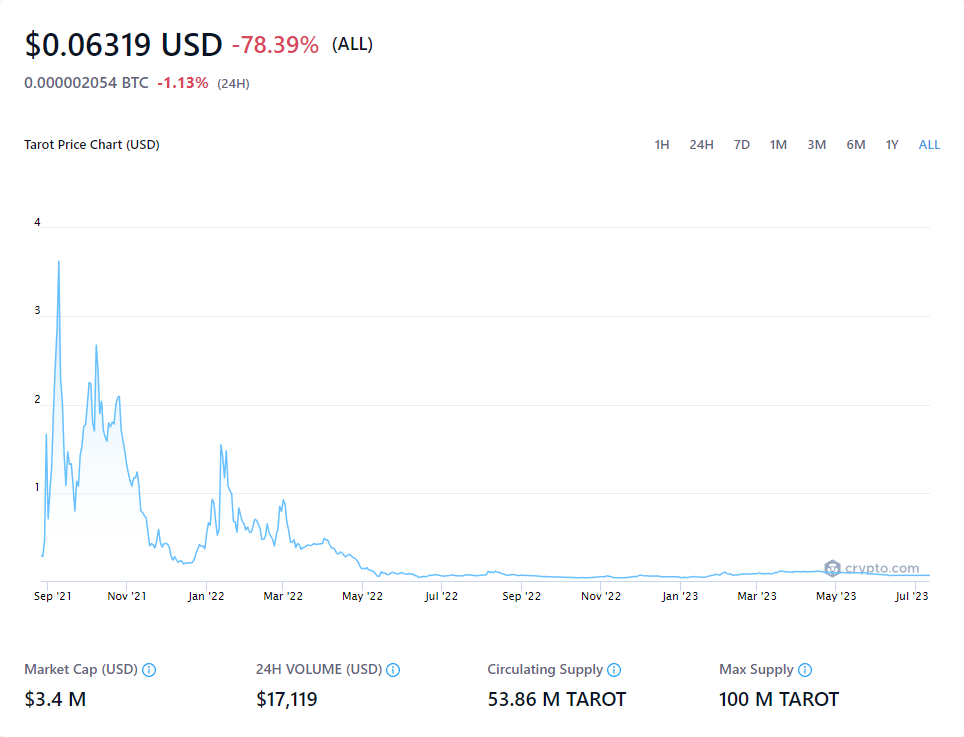 $0.06319 USD -78.39% (ALL)
0.000002054 BTC -1.13% (24H)
Tarot Price Chart (USD) 1H 24H 7D 1M 3M 6M 1Y ALL
4
3
2
1
crypto.com
Sep '21 Nov '21 Jan '22 Mar '22 May '22 Jul '22 Sep '22 Nov '22 Jan '23 Mar '23 May '23 Jul '23
Market Cap (USD) 24H VOLUME (USD) Circulating Supply Max Supply
$3.4 M $17,119 53.86 M TAROT 100 M TAROT